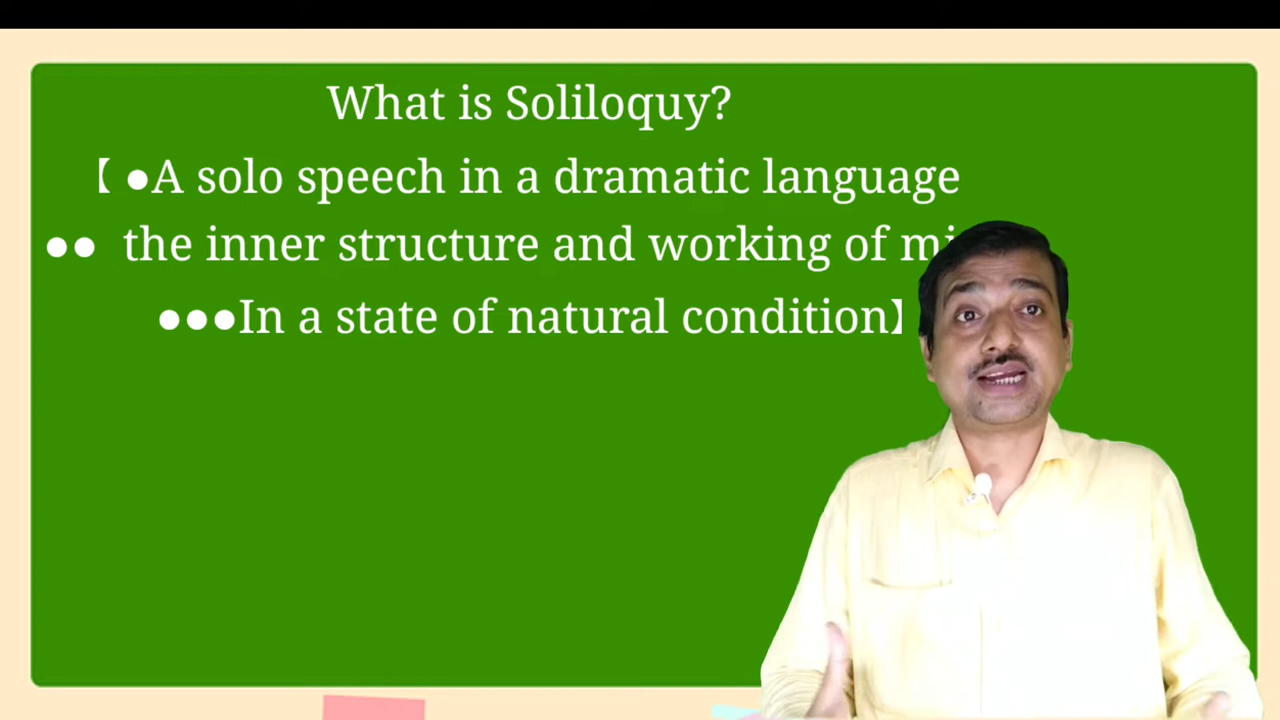 What is Soliloquy?
【 ●A solo speech in a dramatic language
●● the inner structure and working of
●●●In a state of natural condition】